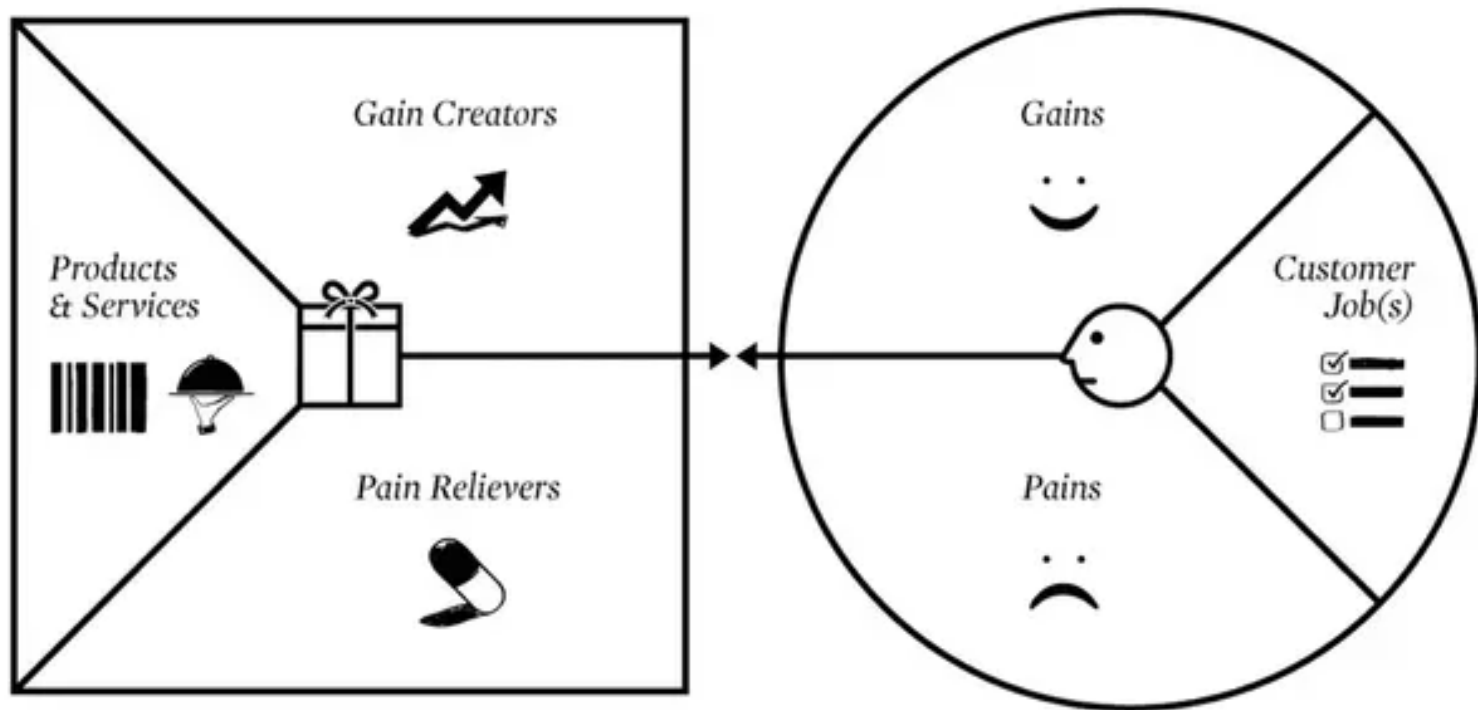 Gain Creators
Products
& Services
Pain Relievers
Gains
Customer
Job(s)
Pains